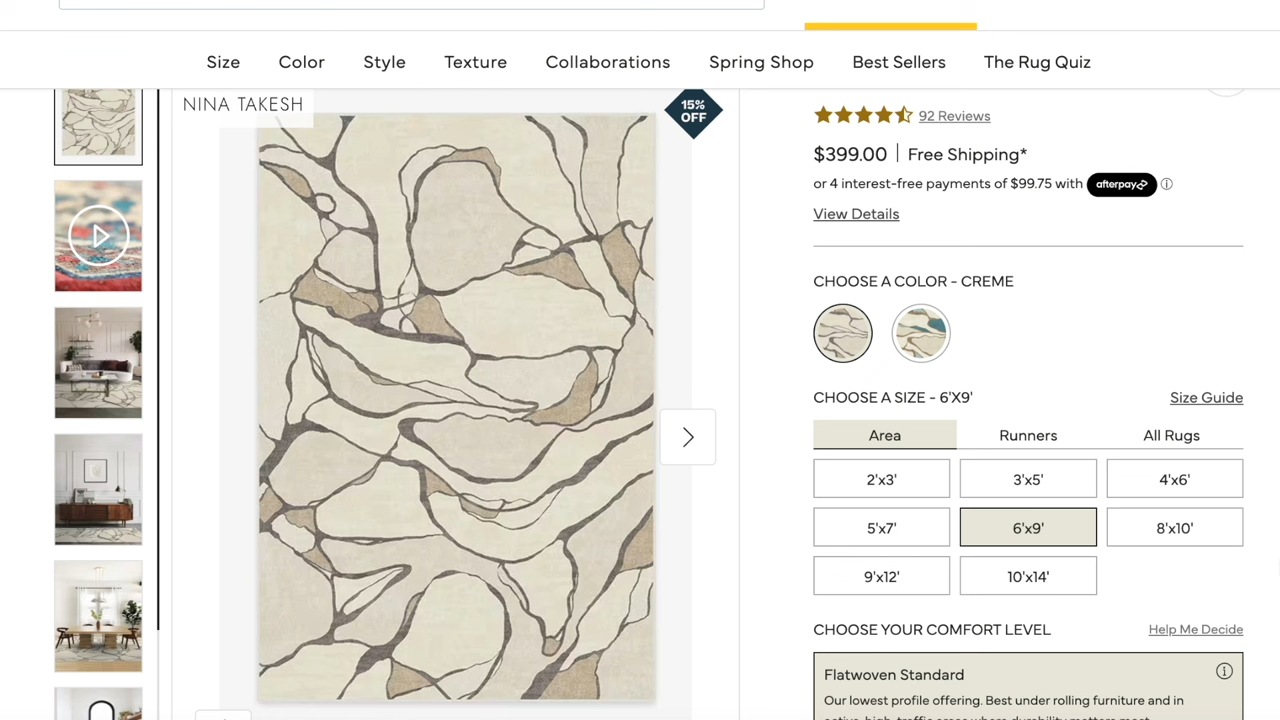 Size Color Style Texture Collaborations Spring Shop Best Sellers The Rug Quiz
NINA TAKESH
15%
OFF
92 Reviews
$399.00 | Free Shipping*
or 4 interest-free payments of $99.75 with afterpay
View Details
CHOOSE A COLOR - CREME
CHOOSE A SIZE - 6'X9'
Size Guide
Area Runners All Rugs
2'x3' 3'x5' 4'x6'
5'x7' 6'x9' 8'x10'
9'x12' 10'x14'
CHOOSE YOUR COMFORT LEVEL
Help Me Decide
Flatwoven Standard
Our lowest profile offering. Best under rolling furniture and in